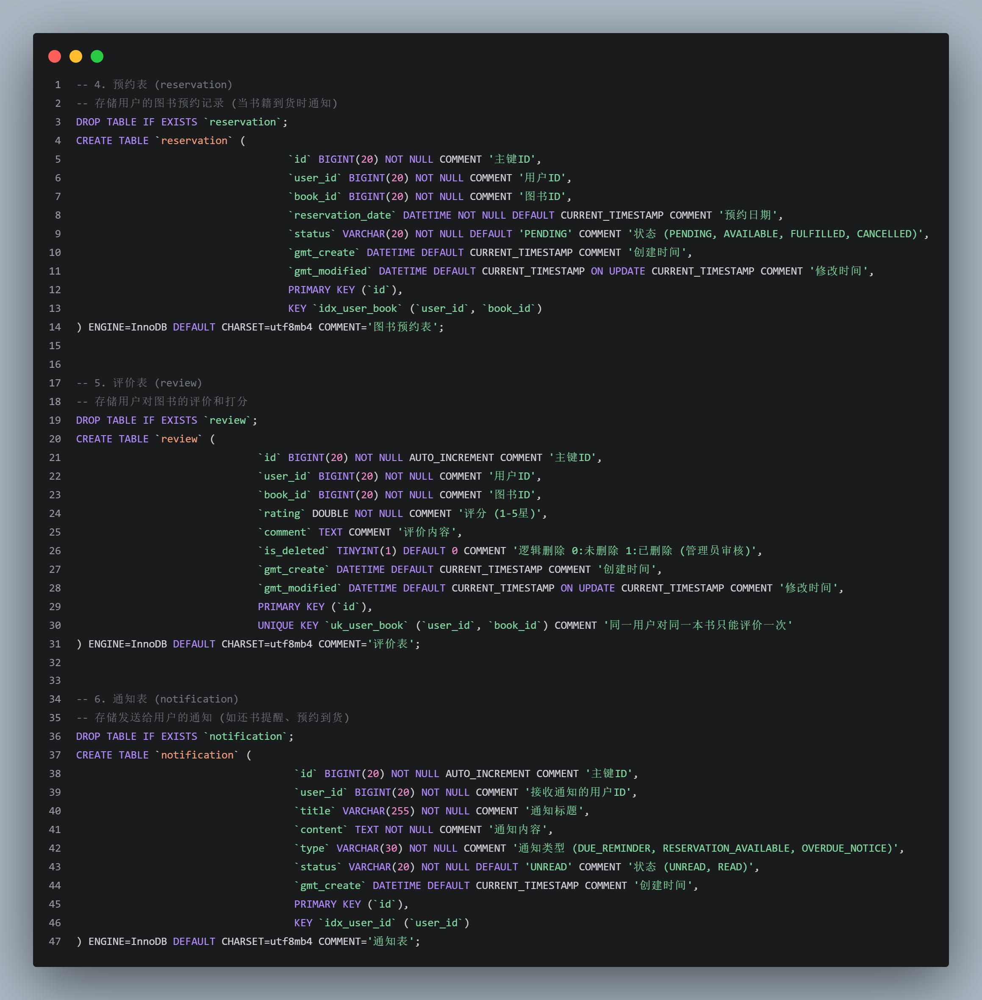 1 -- 4. 预约表 (reservation)
2 -- 存储用户的图书预约记录 (当书籍到货时通知)
3 DROP TABLE IF EXISTS `reservation`;
4 CREATE TABLE `reservation` (
5 `id` BIGINT(20) NOT NULL COMMENT '主键ID',
6 `user_id` BIGINT(20) NOT NULL COMMENT '用户ID',
7 `book_id` BIGINT(20) NOT NULL COMMENT '图书ID',
8 `reservation_date` DATETIME NOT NULL DEFAULT CURRENT_TIMESTAMP COMMENT '预约日期',
9 `status` VARCHAR(20) NOT NULL DEFAULT 'PENDING' COMMENT '状态 (PENDING, AVAILABLE, FULFILLED, CANCELLED)',
10 `gmt_create` DATETIME DEFAULT CURRENT_TIMESTAMP COMMENT '创建时间',
11 `gmt_modified` DATETIME DEFAULT CURRENT_TIMESTAMP ON UPDATE CURRENT_TIMESTAMP COMMENT '修改时间',
12 PRIMARY KEY (`id`),
13 KEY `idx_user_book` (`user_id`, `book_id`)
14 ) ENGINE=InnoDB DEFAULT CHARSET=utf8mb4 COMMENT='图书预约表';
15
16
17 -- 5. 评价表 (review)
18 -- 存储用户对图书的评价和打分
19 DROP TABLE IF EXISTS `review`;
20 CREATE TABLE `review` (
21 `id` BIGINT(20) NOT NULL AUTO_INCREMENT COMMENT '主键ID',
22 `user_id` BIGINT(20) NOT NULL COMMENT '用户ID',
23 `book_id` BIGINT(20) NOT NULL COMMENT '图书ID',
24 `rating` DOUBLE NOT NULL COMMENT '评分 (1-5星)',
25 `comment` TEXT COMMENT '评价内容',
26 `is_deleted` TINYINT(1) DEFAULT 0 COMMENT '逻辑删除 0:未删除 1:已删除 (管理员审核)',
27 `gmt_create` DATETIME DEFAULT CURRENT_TIMESTAMP COMMENT '创建时间',
28 `gmt_modified` DATETIME DEFAULT CURRENT_TIMESTAMP ON UPDATE CURRENT_TIMESTAMP COMMENT '修改时间',
29 PRIMARY KEY (`id`),
30 UNIQUE KEY `uk_user_book` (`user_id`, `book_id`) COMMENT '同一用户对同一本书只能评价一次'
31 ) ENGINE=InnoDB DEFAULT CHARSET=utf8mb4 COMMENT='评价表';
32
33
34 -- 6. 通知表 (notification)
35 -- 存储发送给用户的通知 (如还书提醒、预约到货)
36 DROP TABLE IF EXISTS `notification`;
37 CREATE TABLE `notification` (
38 `id` BIGINT(20) NOT NULL AUTO_INCREMENT COMMENT '主键ID',
39 `user_id` BIGINT(20) NOT NULL COMMENT '接收通知的用户ID',
40 `title` VARCHAR(255) NOT NULL COMMENT '通知标题',
41 `content` TEXT NOT NULL COMMENT '通知内容',
42 `type` VARCHAR(30) NOT NULL COMMENT '通知类型 (DUE_REMINDER, RESERVATION_AVAILABLE, OVERDUE_NOTICE)',
43 `status` VARCHAR(20) NOT NULL DEFAULT 'UNREAD' COMMENT '状态 (UNREAD, READ)',
44 `gmt_create` DATETIME DEFAULT CURRENT_TIMESTAMP COMMENT '创建时间',
45 PRIMARY KEY (`id`),
46 KEY `idx_user_id` (`user_id`)
47 ) ENGINE=InnoDB DEFAULT CHARSET=utf8mb4 COMMENT='通知表';